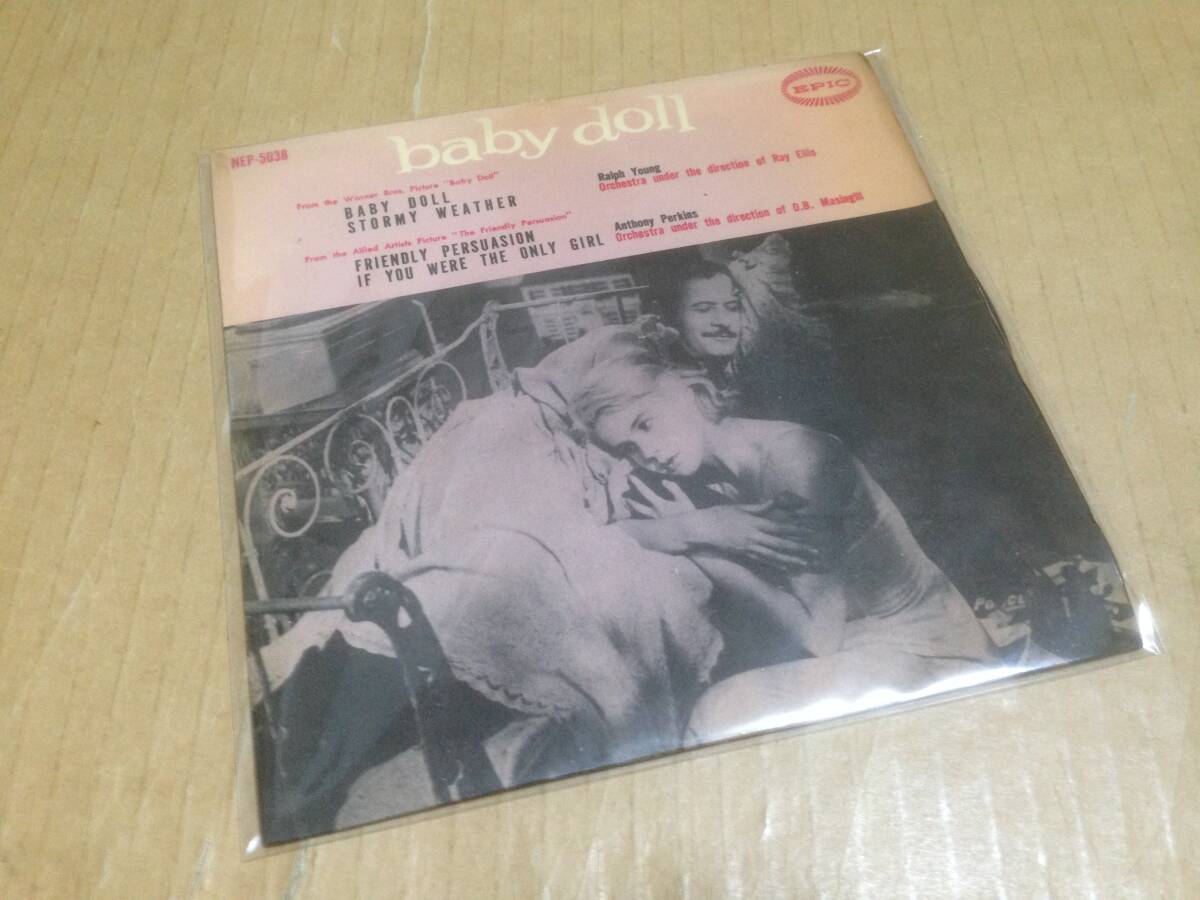 EPIC
baby doll
NEP-5038
From the Warner Bros. Picture "Baby Doll"
BABY DOLL
STORMY WEATHER
Ralph Young
Orchestra under the direction of Ray Ellis
From the Allied Artists Picture "The Friendly Persuasion"
FRIENDLY PERSUASION
IF YOU WERE THE ONLY GIRL
Anthony Perkins
Orchestra under the direction of O.B. Masingill